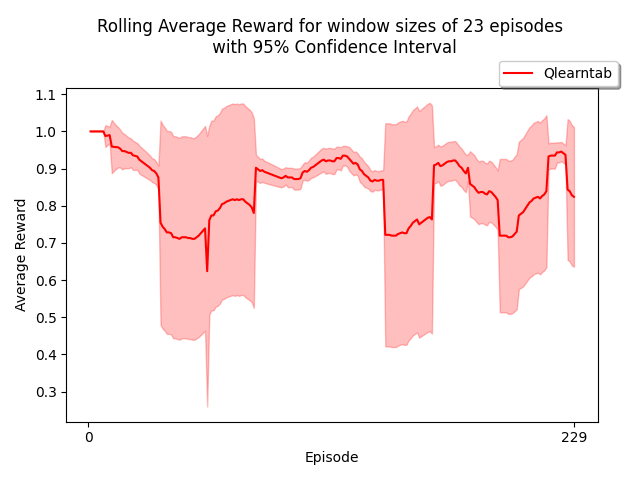 Rolling Average Reward for window sizes of 23 episodes
with 95% Confidence Interval
Qlearntab
1.1
1.0
0.9
0.8
0.7
0.6
0.5
0.4
0.3
Average Reward
0
229
Episode